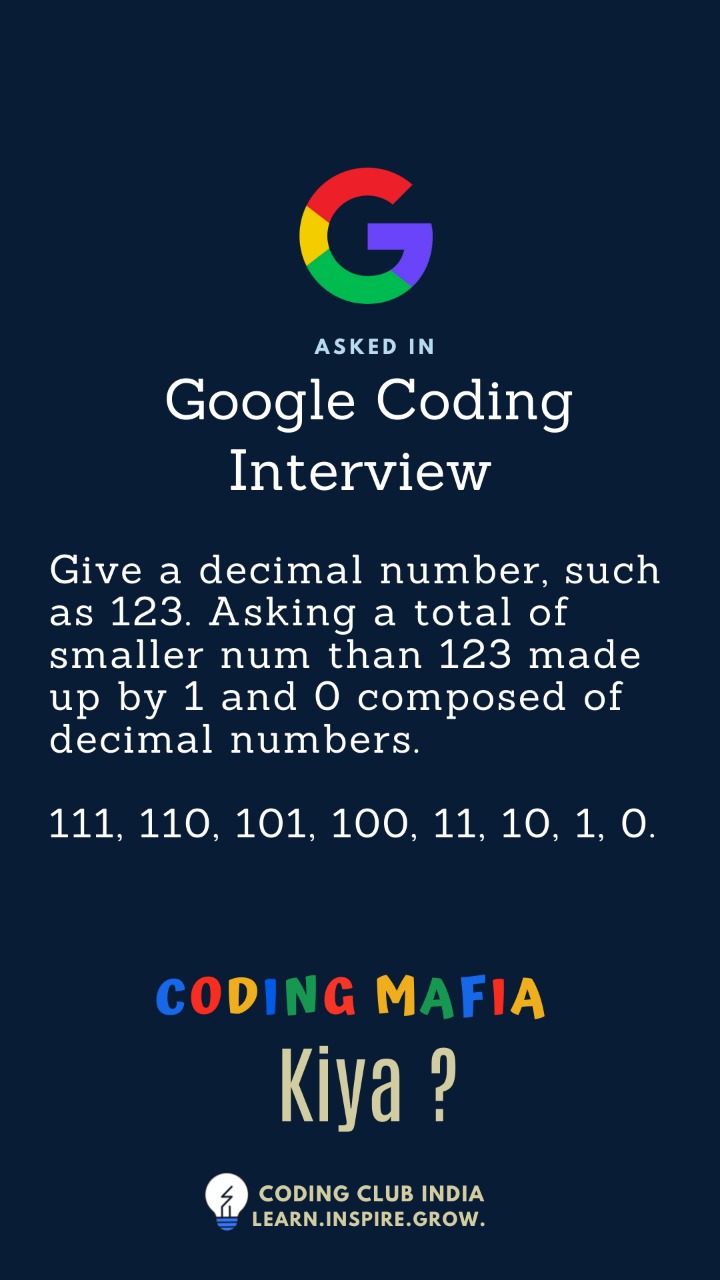 ASKED IN
Google Coding
Interview
Give a decimal number, such
as 123. Asking a total of
smaller num than 123 made
up by 1 and 0 composed of
decimal numbers.
111, 110, 101, 100, 11, 10, 1, 0.
CODING MAFIA
Kiya ?
CODING CLUB INDIA
LEARN.INSPIRE.GROW.